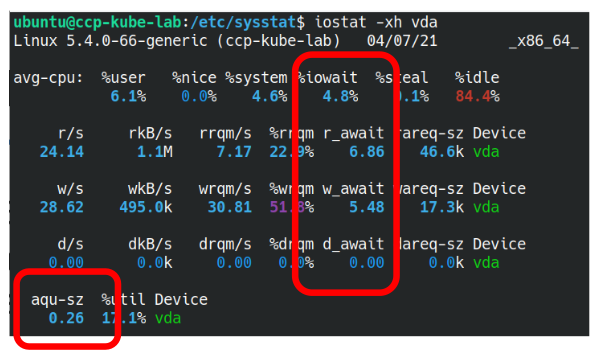 ubuntu@ccp-kube-lab:/etc/sysstat$ iostat -xh vda
Linux 5.4.0-66-generic (ccp-kube-lab) 04/07/21 _x86_64_
avg-cpu: %user %nice %system %iowait %steal %idle
6.1% 0.0% 4.6% 4.8% 0.1% 84.4%
r/s rkB/s rrqm/s %rrqm r_await rareq-sz Device
24.14 1.1M 7.17 22.9% 6.86 46.6k vda
w/s wkB/s wrqm/s %wrqm w_await wareq-sz Device
28.62 495.0k 30.81 51.8% 5.48 17.3k vda
d/s dkB/s drqm/s %drqm d_await dareq-sz Device
0.00 0.0k 0.00 0.0% 0.00 0.0k vda
aqu-sz %util Device
0.26 17.1% vda